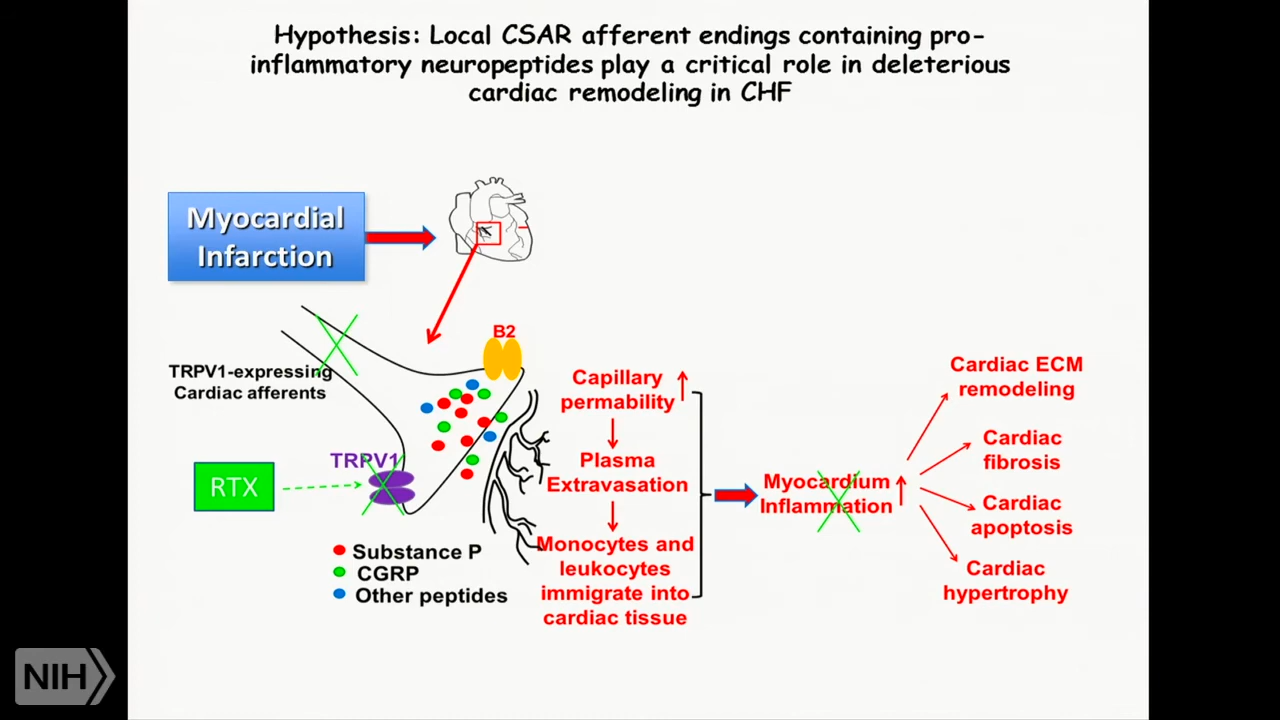 Hypothesis: Local CSAR afferent endings containing pro-
inflammatory neuropeptides play a critical role in deleterious
cardiac remodeling in CHF
Myocardial
Infarction
B2
TRPV1-expressing
Cardiac afferents
TRPV1
RTX
Substance P
CGRP
Other peptides
Capillary
permability
Plasma
Extravasation
Monocytes and
leukocytes
immigrate into
cardiac tissue
Myocardium
Inflammation
Cardiac ECM
remodeling
Cardiac
fibrosis
Cardiac
apoptosis
Cardiac
hypertrophy
NIH